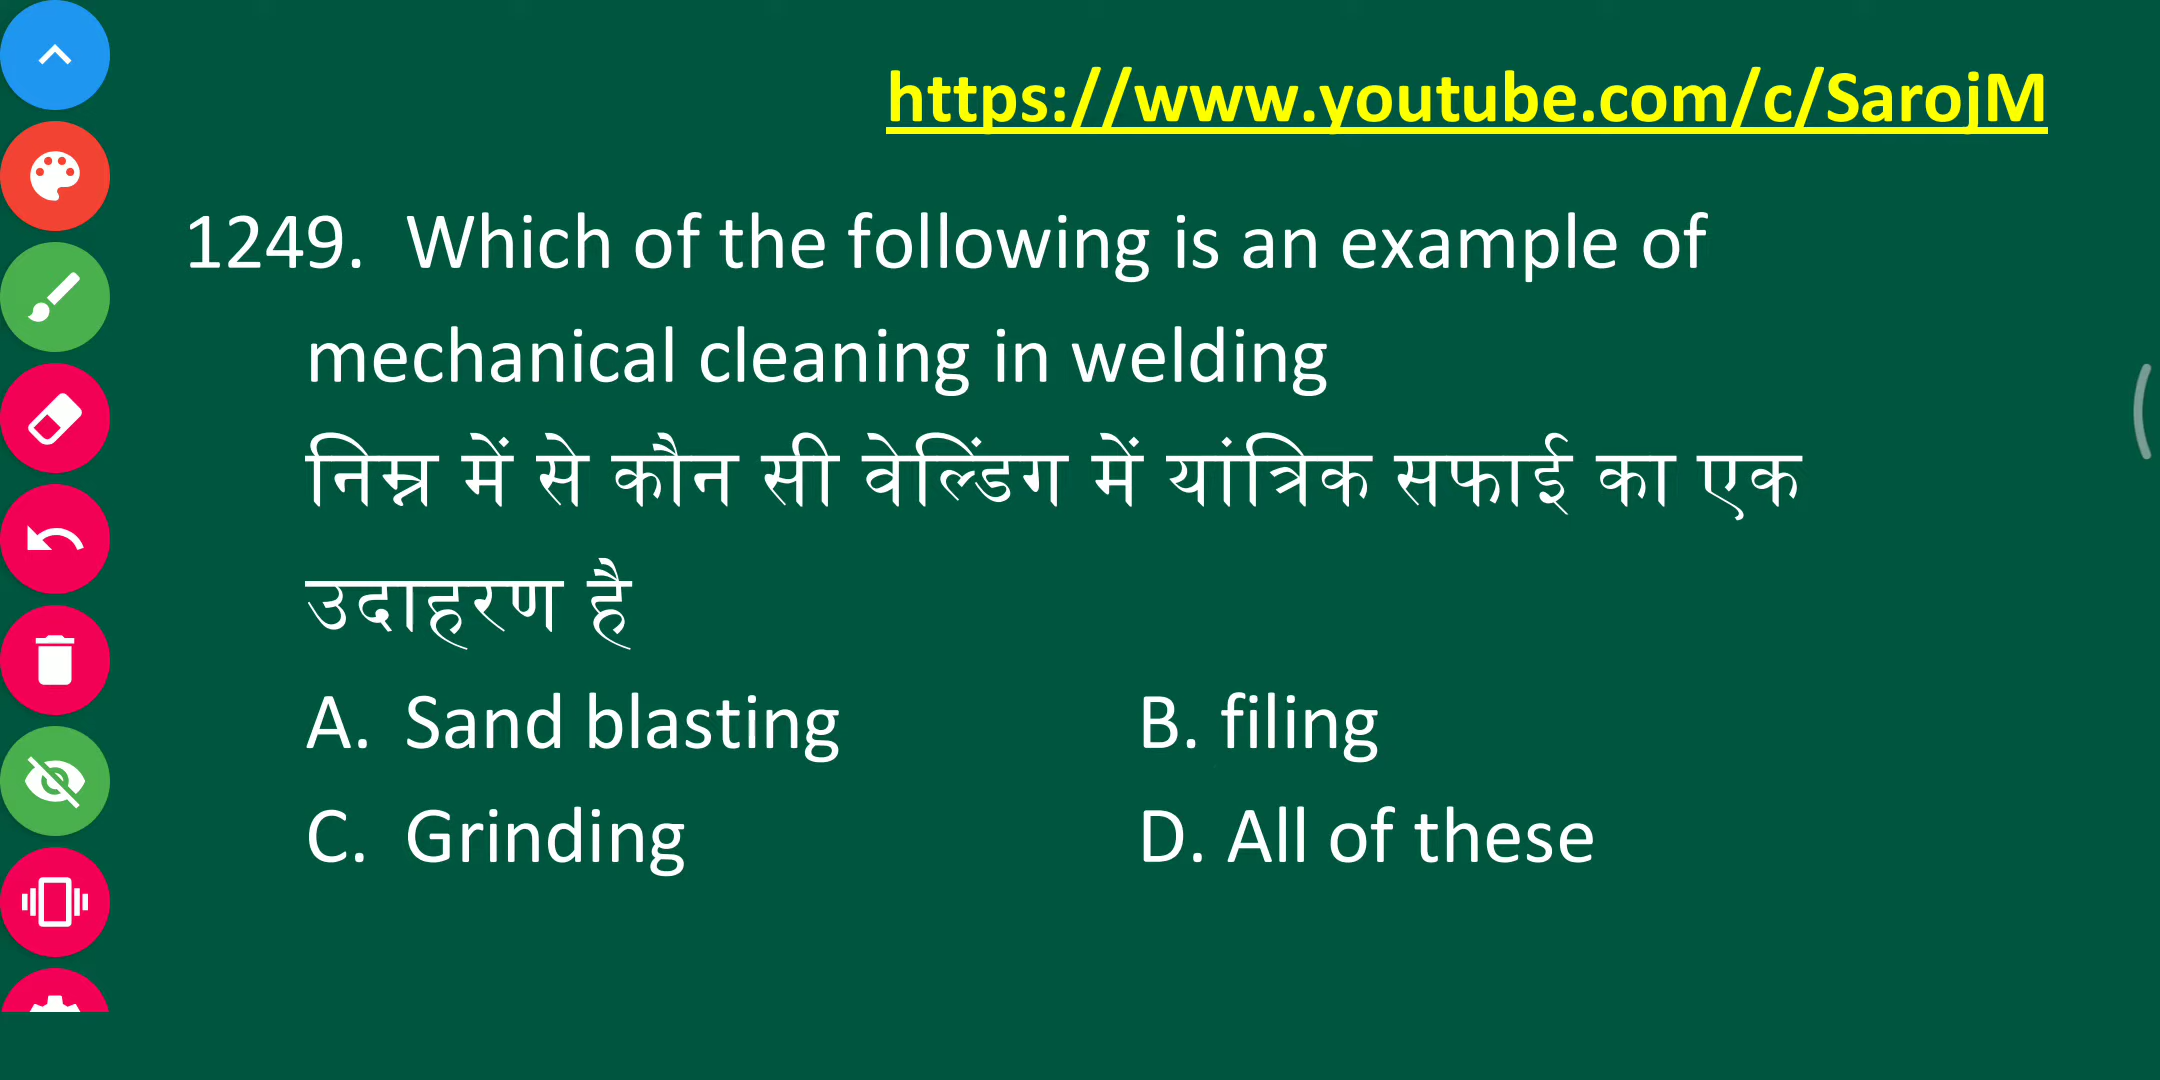 https://www.youtube.com/c/SarojM
1249. Which of the following is an example of
mechanical cleaning in welding
निम्न में से कौन सी वेल्डिंग में यांत्रिक सफाई का एक
उदाहरण है
A. Sand blasting B. filing
C. Grinding D. All of these